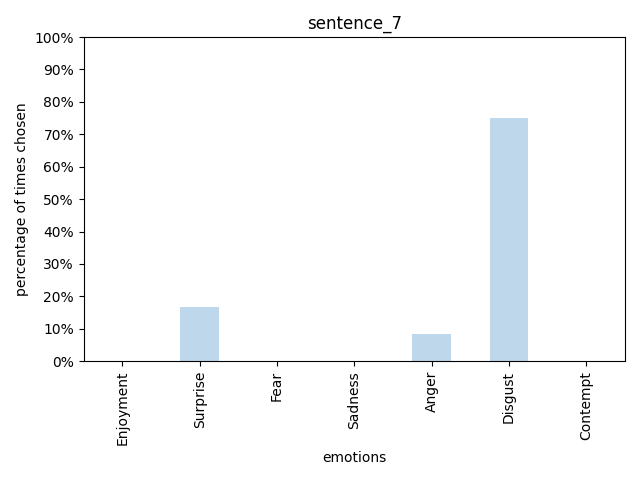 sentence_7
100%
90%
80%
70%
60%
50%
40%
30%
20%
10%
0%
percentage of times chosen
Enjoyment
Surprise
Fear
Sadness
Anger
Disgust
Contempt
emotions